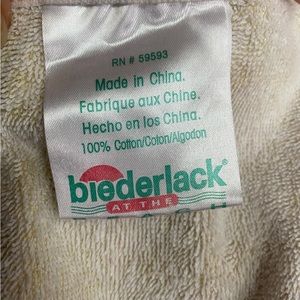 RN # 59593
Made in China.
Fabrique aux Chine.
Hecho en los China.
100% Cotton/Coton/Algodon
biederlack®
AT THE